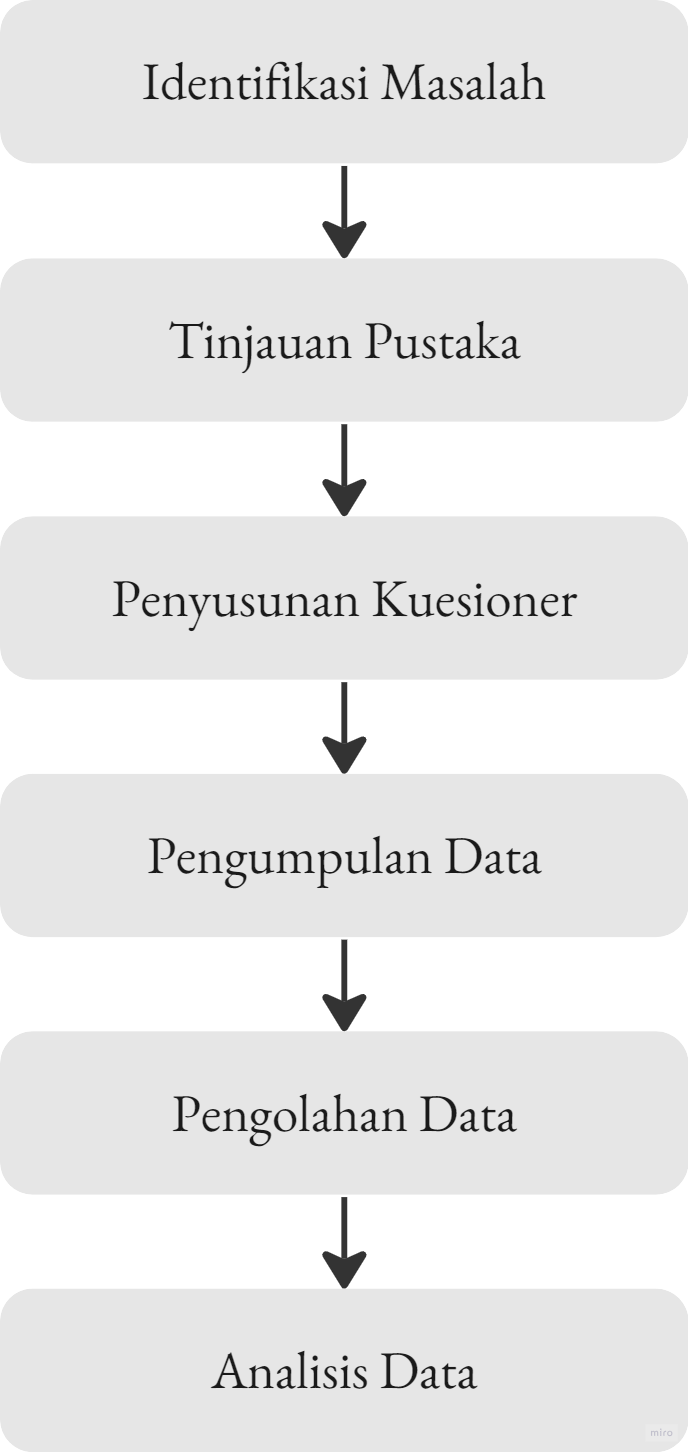 Identifikasi Masalah
Tinjauan Pustaka
Penyusunan Kuesioner
Pengumpulan Data
Pengolahan Data
Analisis Data
miro